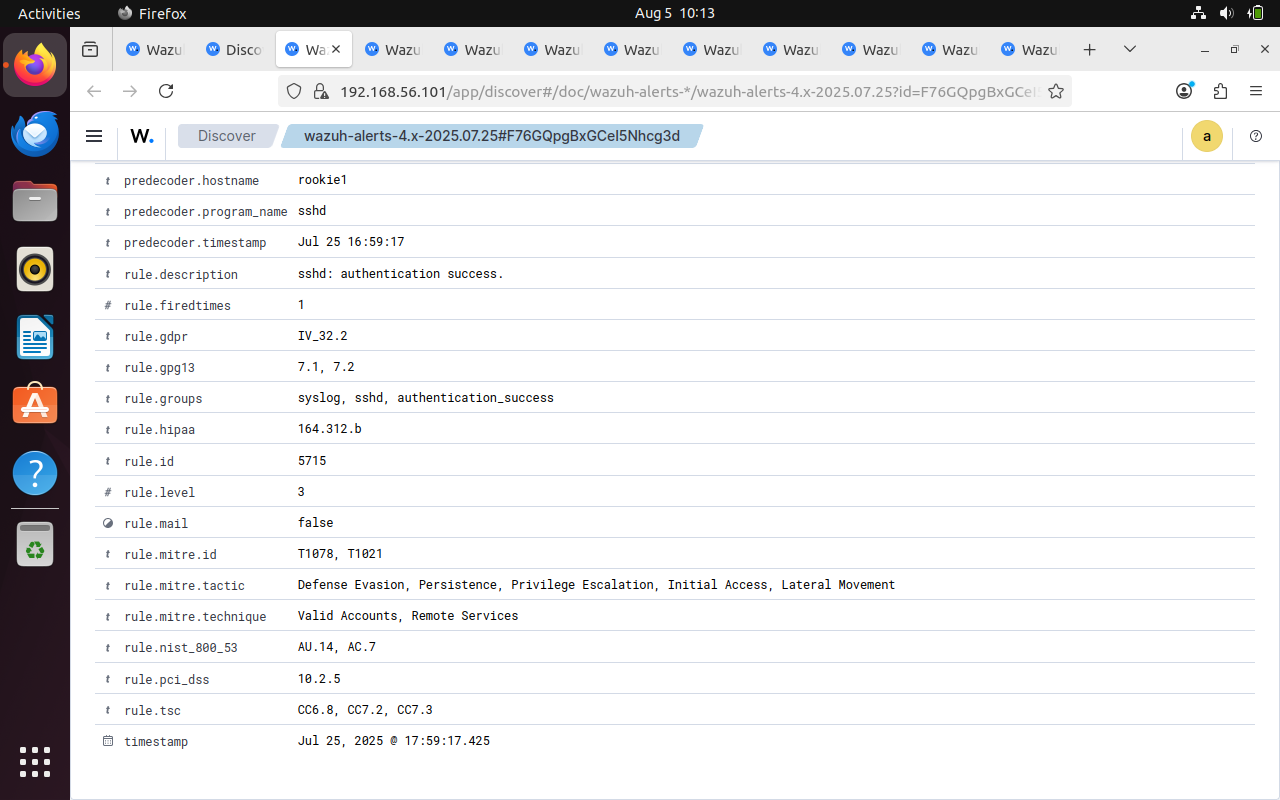 Activities Firefox Aug 5 10:13
Wazu Disco Wa Wazu Wazu Wazu Wazu Wazu Wazu Wazu Wazu Wazu
192.168.56.101/app/discover#/doc/wazuh-alerts-*/wazuh-alerts-4.x-2025.07.25?id=F76GQpgBxGCeI5
W. Discover wazuh-alerts-4.x-2025.07.25#F76GQpgBxGCeI5Nhcg3d a
t predecoder.hostname rookie1
t predecoder.program_name sshd
t predecoder.timestamp Jul 25 16:59:17
t rule.description sshd: authentication success.
# rule.firedtimes 1
t rule.gdpr IV_32.2
t rule.gpg13 7.1, 7.2
t rule.groups syslog, sshd, authentication_success
t rule.hipaa 164.312.b
t rule.id 5715
# rule.level 3
rule.mail false
t rule.mitre.id T1078, T1021
t rule.mitre.tactic Defense Evasion, Persistence, Privilege Escalation, Initial Access, Lateral Movement
t rule.mitre.technique Valid Accounts, Remote Services
t rule.nist_800_53 AU.14, AC.7
t rule.pci_dss 10.2.5
t rule.tsc CC6.8, CC7.2, CC7.3
timestamp Jul 25, 2025 @ 17:59:17.425